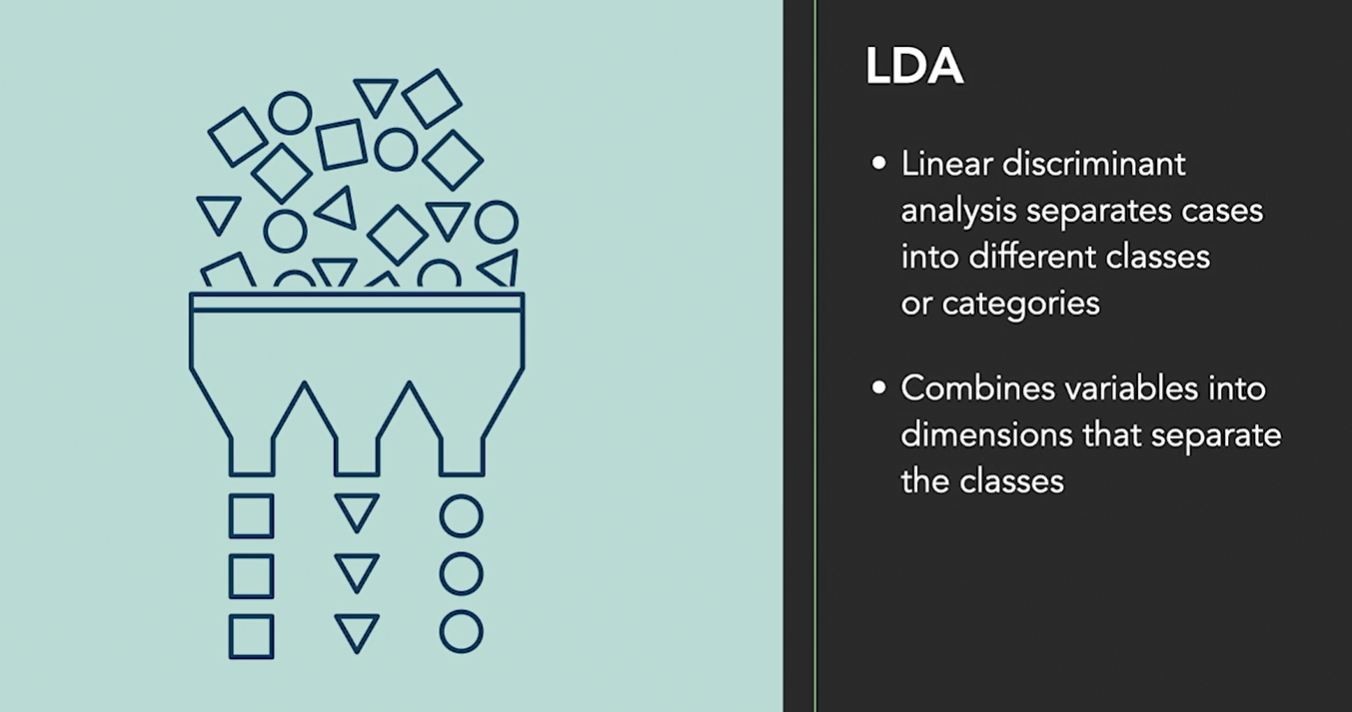 LDA
• Linear discriminant
analysis separates cases
into different classes
or categories
• Combines variables into
dimensions that separate
the classes